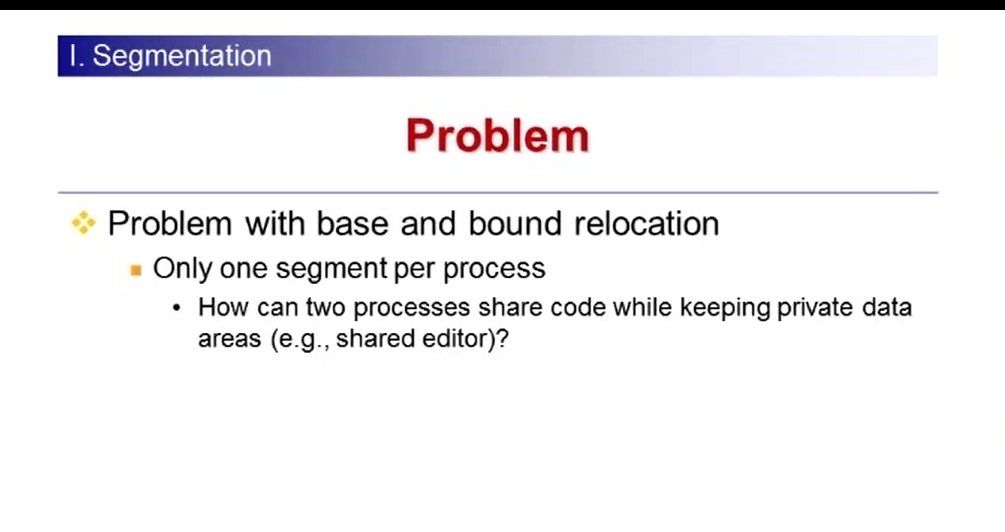 I. Segmentation
Problem
Problem with base and bound relocation
Only one segment per process
• How can two processes share code while keeping private data
areas (e.g., shared editor)?